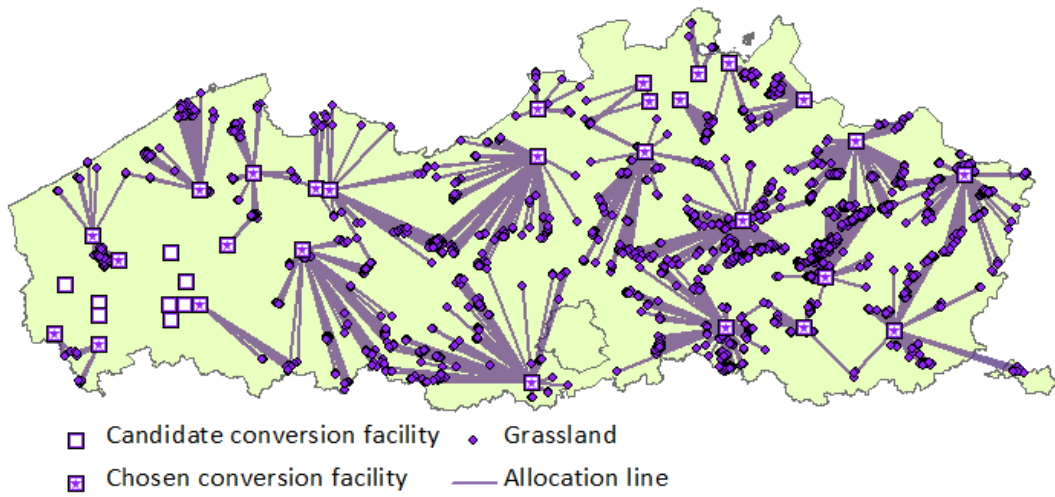 Candidate conversion facility
Grassland
Chosen conversion facility
Allocation line